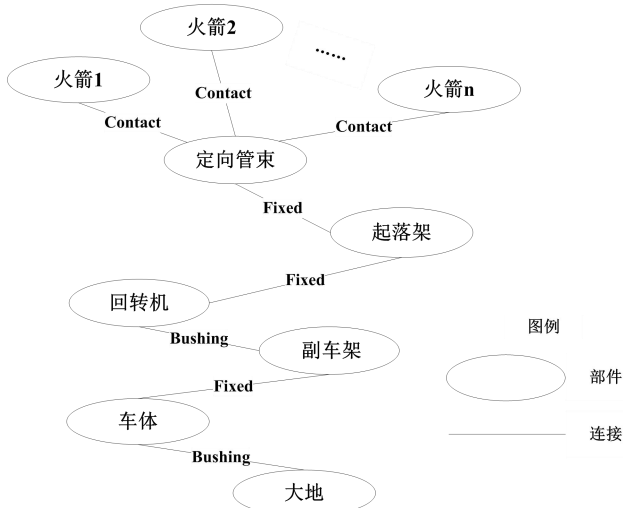 火箭2
......
火箭1
火箭n
Contact
Contact
Contact
定向管束
Fixed
起落架
Fixed
回转机
图例
Bushing
副车架
部件
Fixed
车体
连接
Bushing
大地